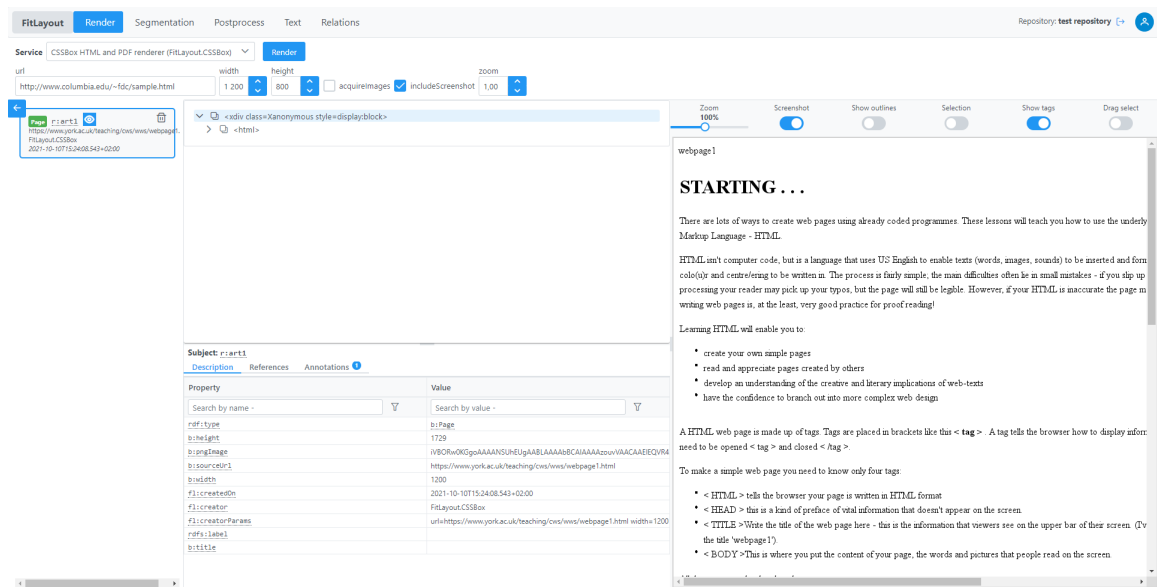 FitLayout Render Segmentation Postprocess Text Relations Repository: test repository
Service CSSBox HTML and PDF renderer (FitLayout.CSSBox) Render
url width height zoom
http://www.columbia.edu/~fdc/sample.html 1 200 800 acquireImages includeScreenshot 1,00
Page r:art1
https://www.york.ac.uk/teaching/cws/wws/webpage1.
FitLayout.CSSBox
2021-10-10T15:24:08.543+02:00
<xdiv class=Xanonymous style=display:block>
<html>
Subject: r:art1
Description References Annotations 1
Property Value
Search by name - Search by value -
rdf:type b:Page
b:height 1729
b:pngImage iVBORw0KGgoAAAANSUhEUgAABLAAAAbBCAIAAAAzouvVAACAAElEQVR4
b:sourceUrl https://www.york.ac.uk/teaching/cws/wws/webpage1.html
b:width 1200
fl:createdOn 2021-10-10T15:24:08.543+02:00
fl:creator FitLayout.CSSBox
fl:creatorParams url=https://www.york.ac.uk/teaching/cws/wws/webpage1.html width=1200
rdfs:label
b:title
Zoom Screenshot Show outlines Selection Show tags Drag select
100%
webpage1
STARTING . . .
There are lots of ways to create web pages using already coded programmes. These lessons will teach you how to use the underly
Markup Language - HTML.
HTML isn't computer code, but is a language that uses US English to enable texts (words, images, sounds) to be inserted and form
colo(u)r and centre/ering to be written in. The process is fairly simple; the main difficulties often lie in small mistakes - if you slip up
processing your reader may pick up your typos, but the page will still be legible. However, if your HTML is inaccurate the page m
writing web pages is, at the least, very good practice for proof reading!
Learning HTML will enable you to:
• create your own simple pages
• read and appreciate pages created by others
• develop an understanding of the creative and literary implications of web-texts
• have the confidence to branch out into more complex web design
A HTML web page is made up of tags. Tags are placed in brackets like this < tag > . A tag tells the browser how to display inform
need to be opened < tag > and closed < /tag >.
To make a simple web page you need to know only four tags:
• < HTML > tells the browser your page is written in HTML format
• < HEAD > this is a kind of preface of vital information that doesn't appear on the screen.
• < TITLE >Write the title of the web page here - this is the information that viewers see on the upper bar of their screen. (I'v
the title 'webpage1').
• < BODY >This is where you put the content of your page, the words and pictures that people read on the screen.